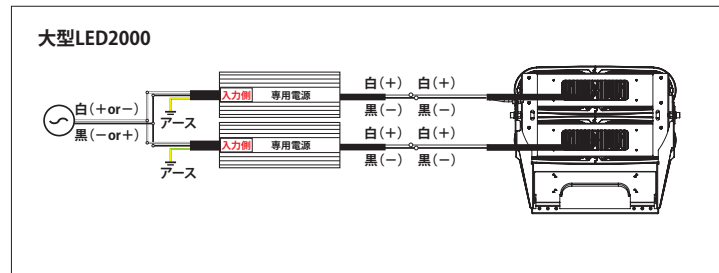 大型LED2000
白(+) 白(+)
入力側 専用電源
白(+or−)
黒(−) 黒(−)
アース
黒(−or+)
白(+) 白(+)
入力側 専用電源
黒(−) 黒(−)
アース